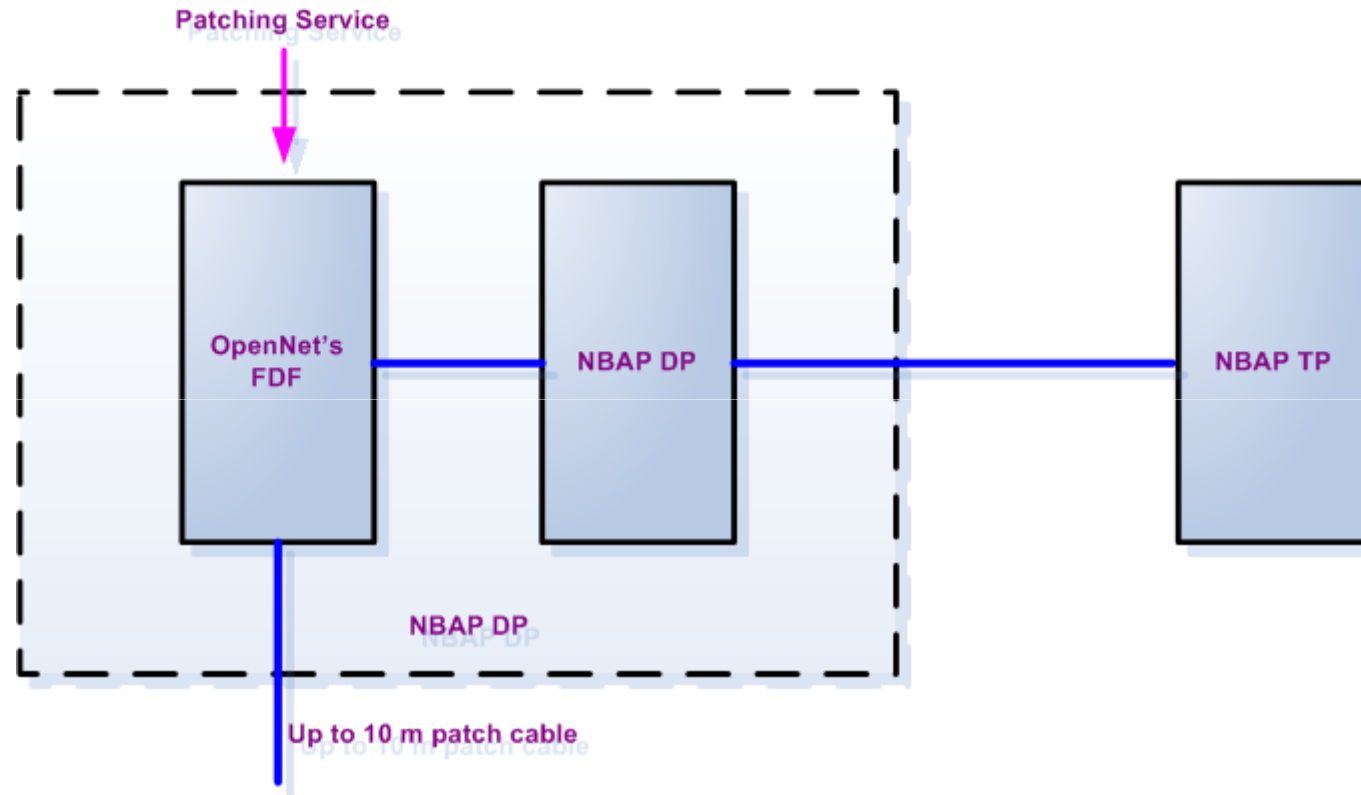 Patching Service
OpenNet’s
FDF
NBAP DP
NBAP TP
NBAP DP
Up to 10 m patch cable